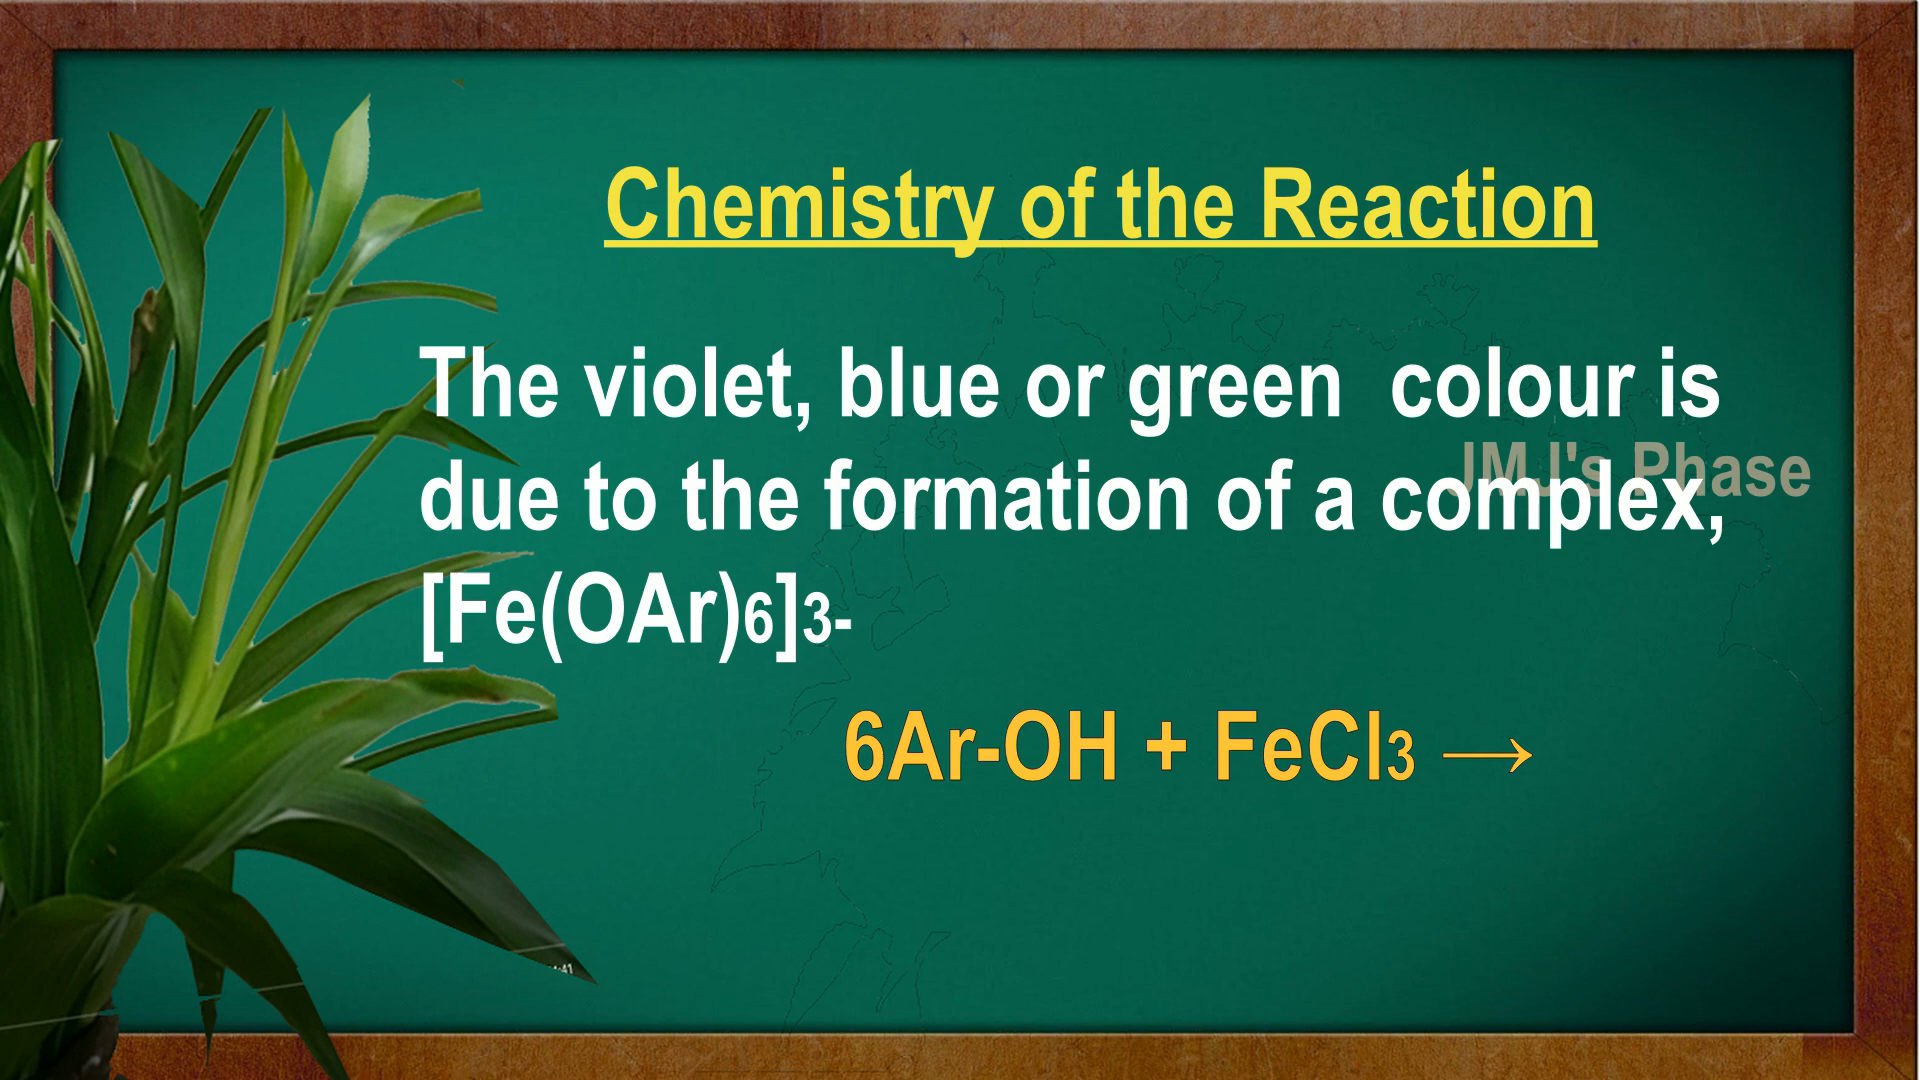 Chemistry of the Reaction
The violet, blue or green colour is
JMJ's Phase
due to the formation of a complex,
[Fe(OAr)6]3-
6Ar-OH + FeCl3 →